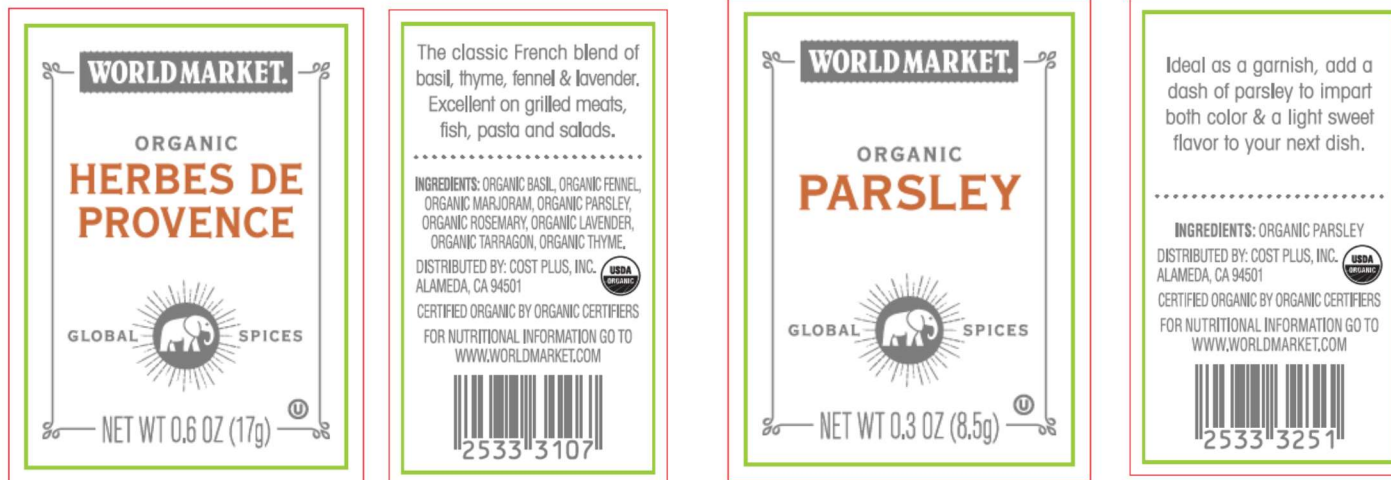 WORLD MARKET.
ORGANIC
HERBES DE
PROVENCE
GLOBAL SPICES
U
NET WT 0.6 OZ (17g)
The classic French blend of
basil, thyme, fennel & lavender.
Excellent on grilled meats,
fish, pasta and salads.
INGREDIENTS: ORGANIC BASIL, ORGANIC FENNEL,
ORGANIC MARJORAM, ORGANIC PARSLEY,
ORGANIC ROSEMARY, ORGANIC LAVENDER,
ORGANIC TARRAGON, ORGANIC THYME.
DISTRIBUTED BY: COST PLUS, INC.
ALAMEDA, CA 94501
USDA
ORGANIC
CERTIFIED ORGANIC BY ORGANIC CERTIFIERS
FOR NUTRITIONAL INFORMATION GO TO
WWW.WORLDMARKET.COM
2533 3107
WORLD MARKET.
ORGANIC
PARSLEY
GLOBAL SPICES
U
NET WT 0.3 OZ (8.5g)
Ideal as a garnish, add a
dash of parsley to impart
both color & a light sweet
flavor to your next dish.
INGREDIENTS: ORGANIC PARSLEY
DISTRIBUTED BY: COST PLUS, INC.
ALAMEDA, CA 94501
USDA
ORGANIC
CERTIFIED ORGANIC BY ORGANIC CERTIFIERS
FOR NUTRITIONAL INFORMATION GO TO
WWW.WORLDMARKET.COM
2533 3251